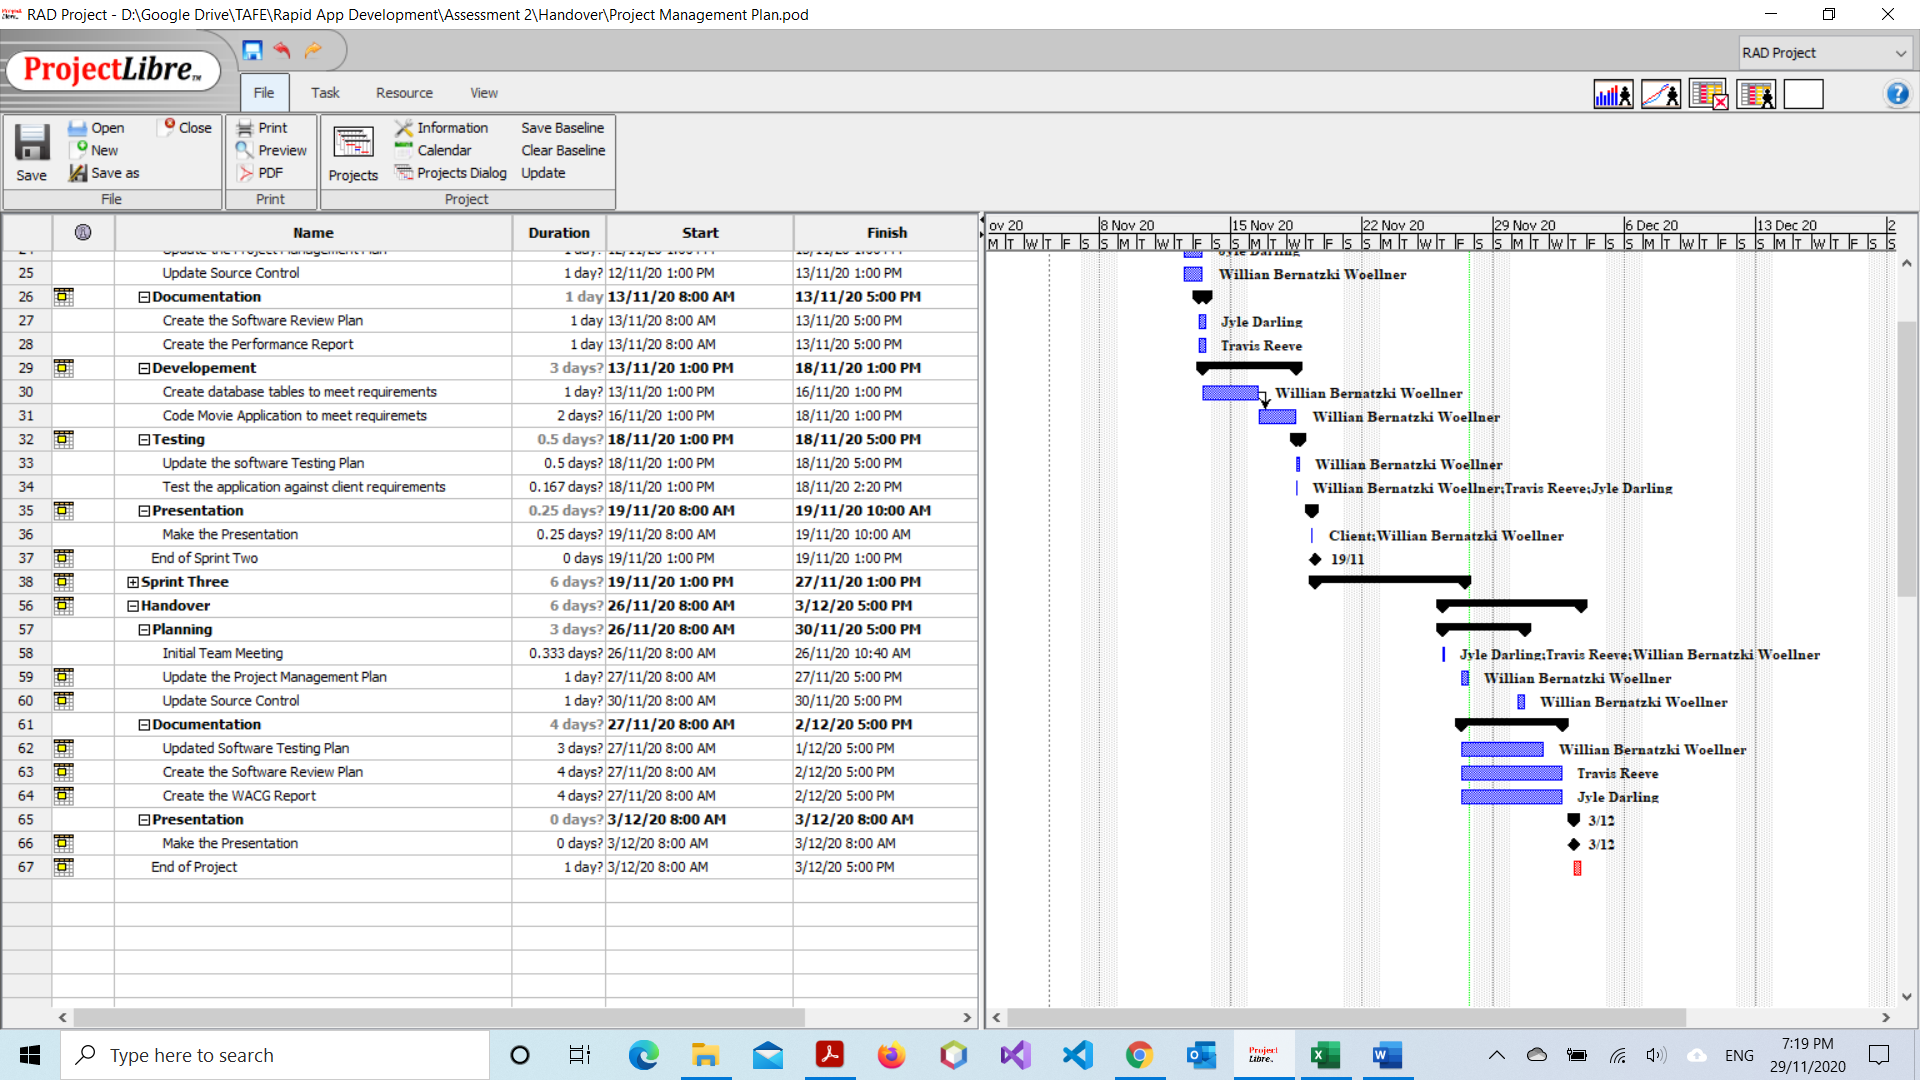 RAD Project - D:\Google Drive\TAFE\Rapid App Development\Assessment 2\Handover\Project Management Plan.pod
ProjectLibre TM
RAD Project
File Task Resource View
Save Open New Save as Close File
Print Preview PDF Print
Projects Information Calendar Projects Dialog Save Baseline Clear Baseline Update Project
Name Duration Start Finish
ov 20 8 Nov 20 15 Nov 20 22 Nov 20 29 Nov 20 6 Dec 20 13 Dec 20 2
M T W T F S S M T W T F S S M T W T F S S M T W T F S S M T W T F S S M T W T F S S M T W T F S S
24 Update the Project Management Plan Jyle Darling
25 Update Source Control 1 day? 12/11/20 1:00 PM 13/11/20 1:00 PM Willian Bernatzki Woellner
26 Documentation 1 day 13/11/20 8:00 AM 13/11/20 5:00 PM
27 Create the Software Review Plan 1 day 13/11/20 8:00 AM 13/11/20 5:00 PM Jyle Darling
28 Create the Performance Report 1 day 13/11/20 8:00 AM 13/11/20 5:00 PM Travis Reeve
29 Developement 3 days? 13/11/20 1:00 PM 18/11/20 1:00 PM
30 Create database tables to meet requirements 1 day? 13/11/20 1:00 PM 16/11/20 1:00 PM Willian Bernatzki Woellner
31 Code Movie Application to meet requiremets 2 days? 16/11/20 1:00 PM 18/11/20 1:00 PM Willian Bernatzki Woellner
32 Testing 0.5 days? 18/11/20 1:00 PM 18/11/20 5:00 PM
33 Update the software Testing Plan 0.5 days? 18/11/20 1:00 PM 18/11/20 5:00 PM Willian Bernatzki Woellner
34 Test the application against client requirements 0.167 days? 18/11/20 1:00 PM 18/11/20 2:20 PM Willian Bernatzki Woellner;Travis Reeve;Jyle Darling
35 Presentation 0.25 days? 19/11/20 8:00 AM 19/11/20 10:00 AM
36 Make the Presentation 0.25 days? 19/11/20 8:00 AM 19/11/20 10:00 AM Client;Willian Bernatzki Woellner
37 End of Sprint Two 0 days 19/11/20 1:00 PM 19/11/20 1:00 PM 19/11
38 Sprint Three 6 days? 19/11/20 1:00 PM 27/11/20 1:00 PM
56 Handover 6 days? 26/11/20 8:00 AM 3/12/20 5:00 PM
57 Planning 3 days? 26/11/20 8:00 AM 30/11/20 5:00 PM
58 Initial Team Meeting 0.333 days? 26/11/20 8:00 AM 26/11/20 10:40 AM Jyle Darling;Travis Reeve;Willian Bernatzki Woellner
59 Update the Project Management Plan 1 day? 27/11/20 8:00 AM 27/11/20 5:00 PM Willian Bernatzki Woellner
60 Update Source Control 1 day? 30/11/20 8:00 AM 30/11/20 5:00 PM Willian Bernatzki Woellner
61 Documentation 4 days? 27/11/20 8:00 AM 2/12/20 5:00 PM
62 Updated Software Testing Plan 3 days? 27/11/20 8:00 AM 1/12/20 5:00 PM Willian Bernatzki Woellner
63 Create the Software Review Plan 4 days? 27/11/20 8:00 AM 2/12/20 5:00 PM Travis Reeve
64 Create the WACG Report 4 days? 27/11/20 8:00 AM 2/12/20 5:00 PM Jyle Darling
65 Presentation 0 days? 3/12/20 8:00 AM 3/12/20 8:00 AM 3/12
66 Make the Presentation 0 days? 3/12/20 8:00 AM 3/12/20 8:00 AM 3/12
67 End of Project 1 day? 3/12/20 8:00 AM 3/12/20 5:00 PM
Type here to search
Project Libre
ENG
7:19 PM
29/11/2020